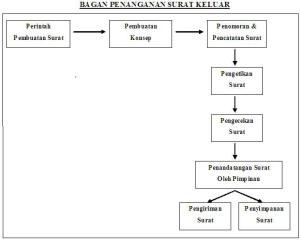 BAGAN PENANGANAN SURAT KELUAR
Perintah
Pembuatan Surat
Pembuatan
Konsep
Penomoran &
Pencatatan Surat
Pengetikan
Surat
Pengecekan
Surat
Penandatangan Surat
Oleh Pimpinan
Pengiriman
Surat
Penyimpanan
Surat